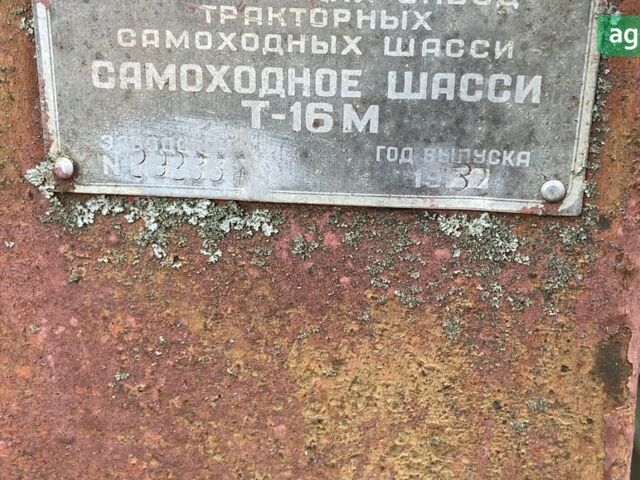 ТРАКТОРНЫХ
САМОХОДНЫХ ШАССИ
САМОХОДНОЕ ШАССИ
Т-16М
ГОД ВЫПУСКА
N
ag